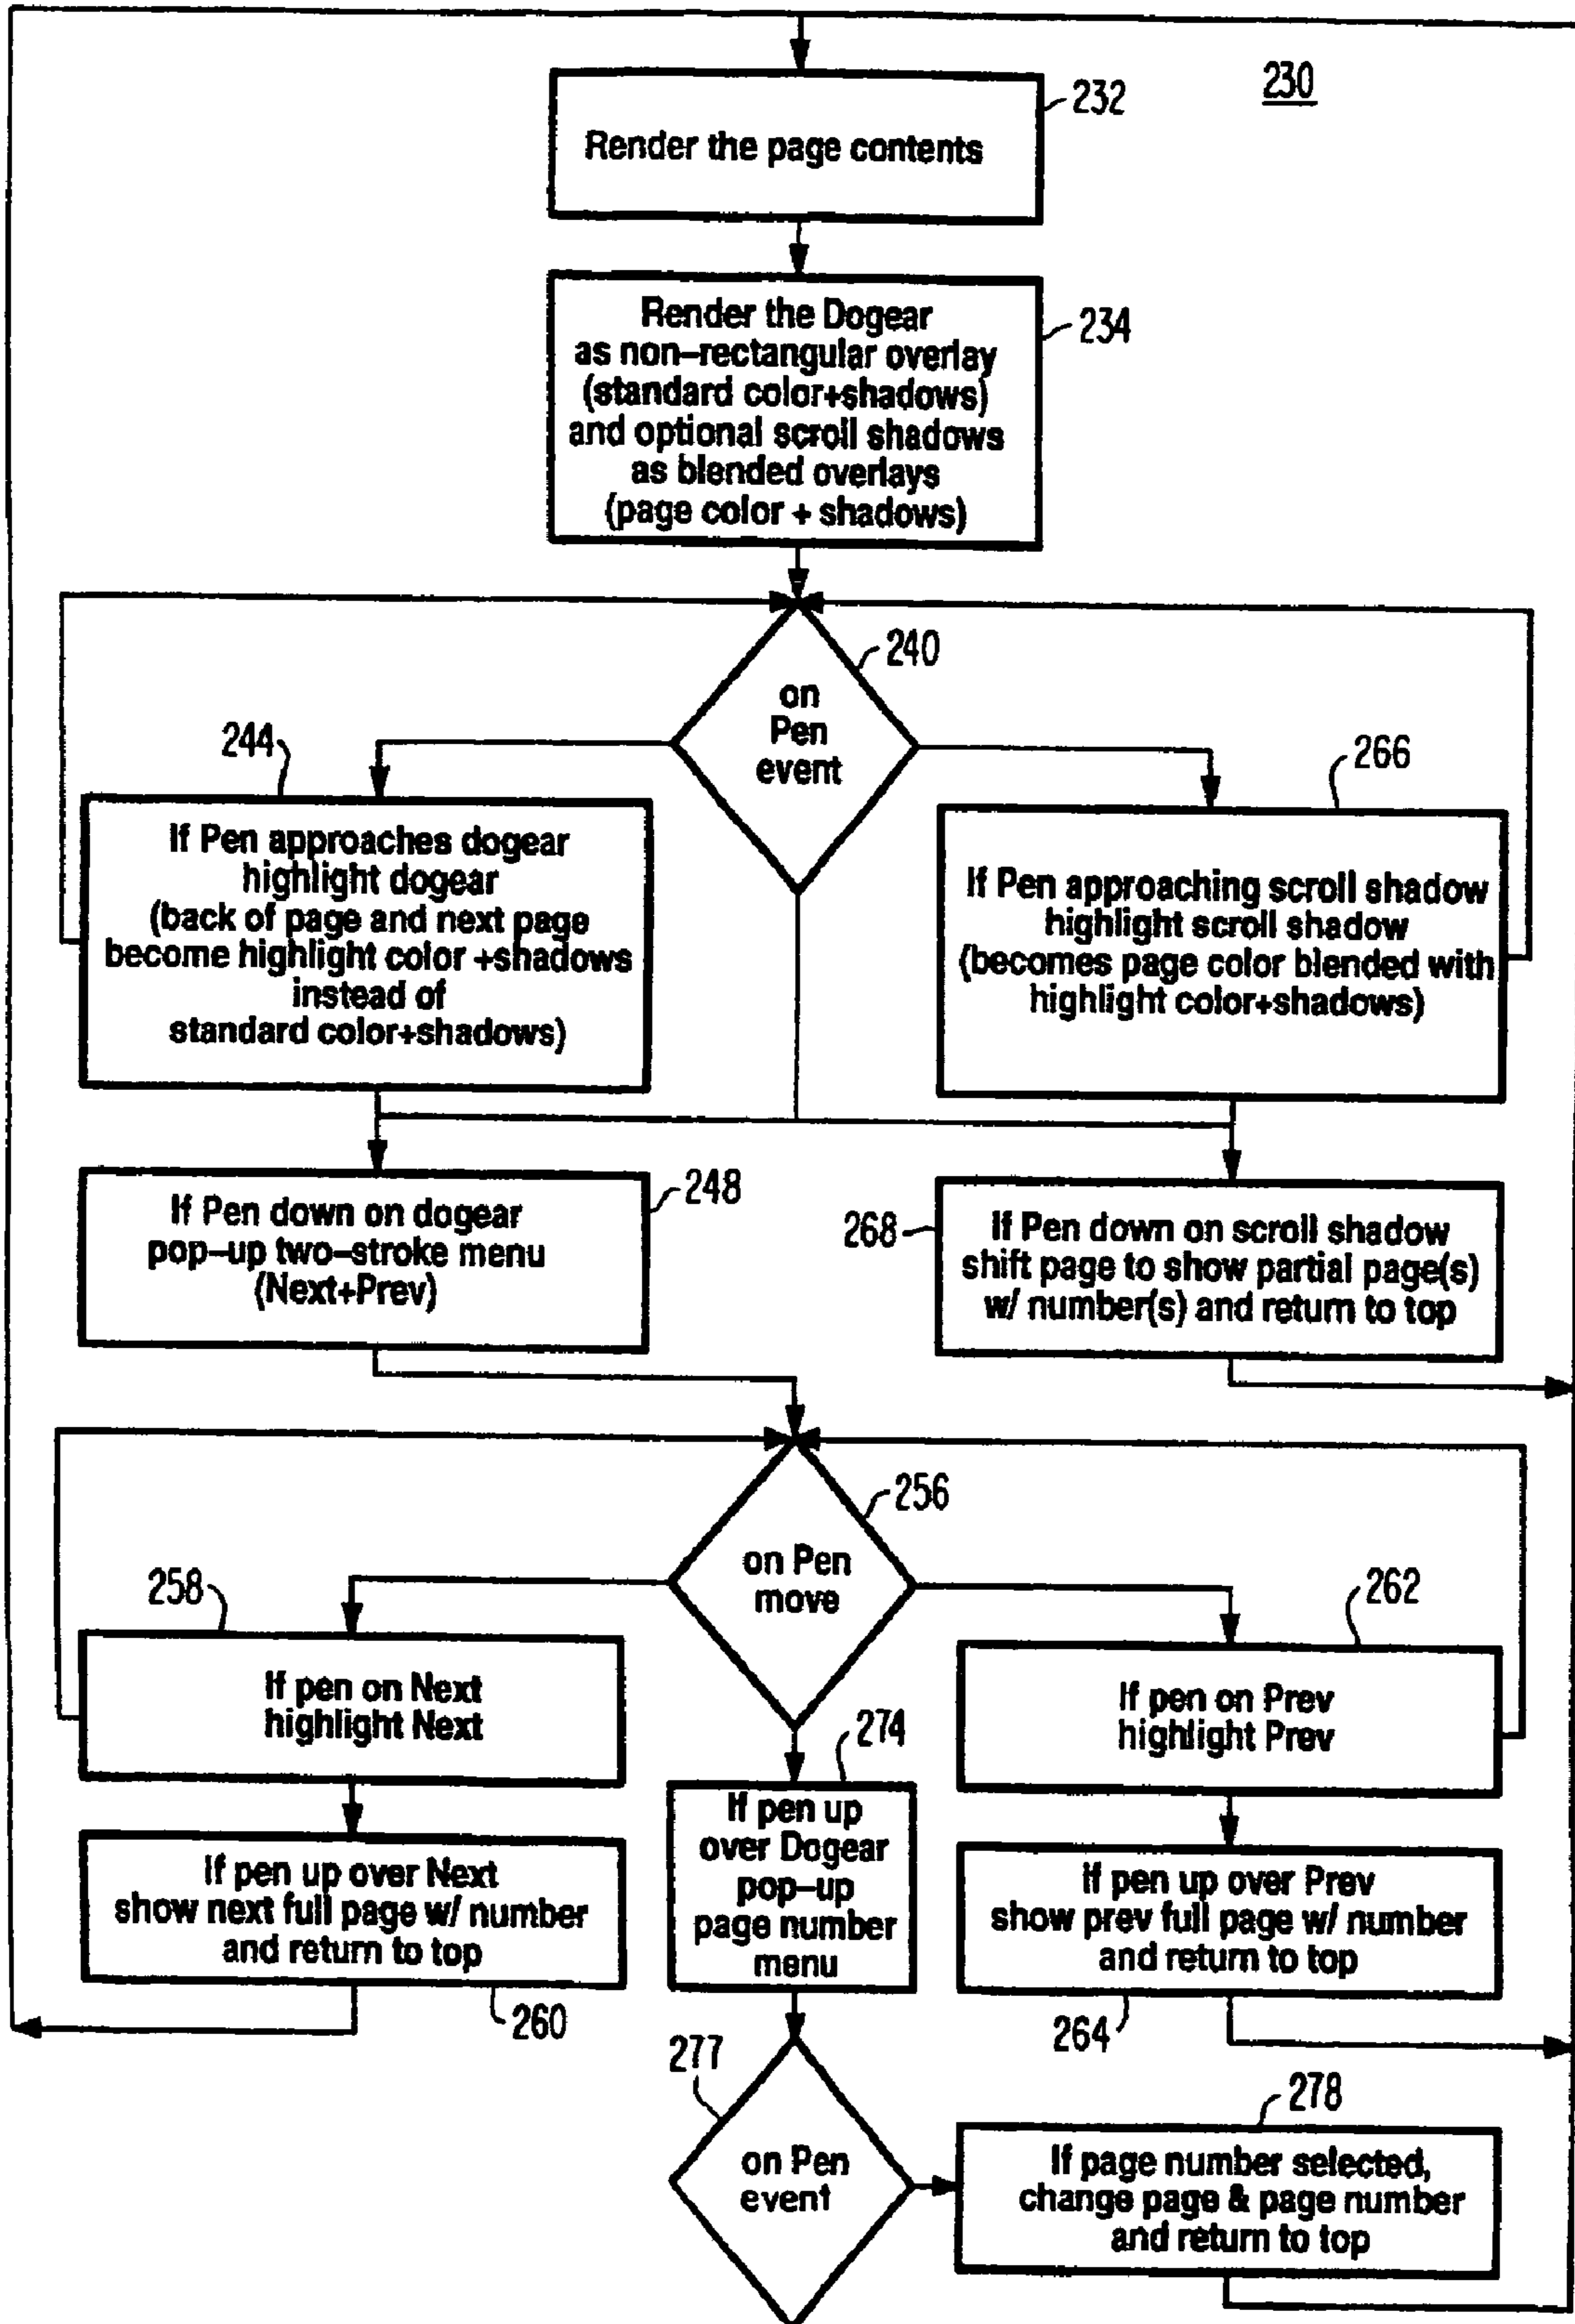 230
232
Render the page contents
234
Render the Dogear
as non-rectangular overlay
(standard color+shadows)
and optional scroll shadows
as blended overlays
(page color + shadows)
240
on
Pen
event
244
If Pen approaches dogear
highlight dogear
(back of page and next page
become highlight color +shadows
instead of
standard color+shadows)
266
If Pen approaching scroll shadow
highlight scroll shadow
(becomes page color blended with
highlight color+shadows)
248
If Pen down on dogear
pop-up two-stroke menu
(Next+Prev)
268
If Pen down on scroll shadow
shift page to show partial page(s)
w/ number(s) and return to top
256
on Pen
move
258
If pen on Next
highlight Next
262
If pen on Prev
highlight Prev
274
If pen up
over Dogear
pop-up
page number
menu
If pen up over Next
show next full page w/ number
and return to top
260
If pen up over Prev
show prev full page w/ number
and return to top
264
277
on Pen
event
278
If page number selected,
change page & page number
and return to top